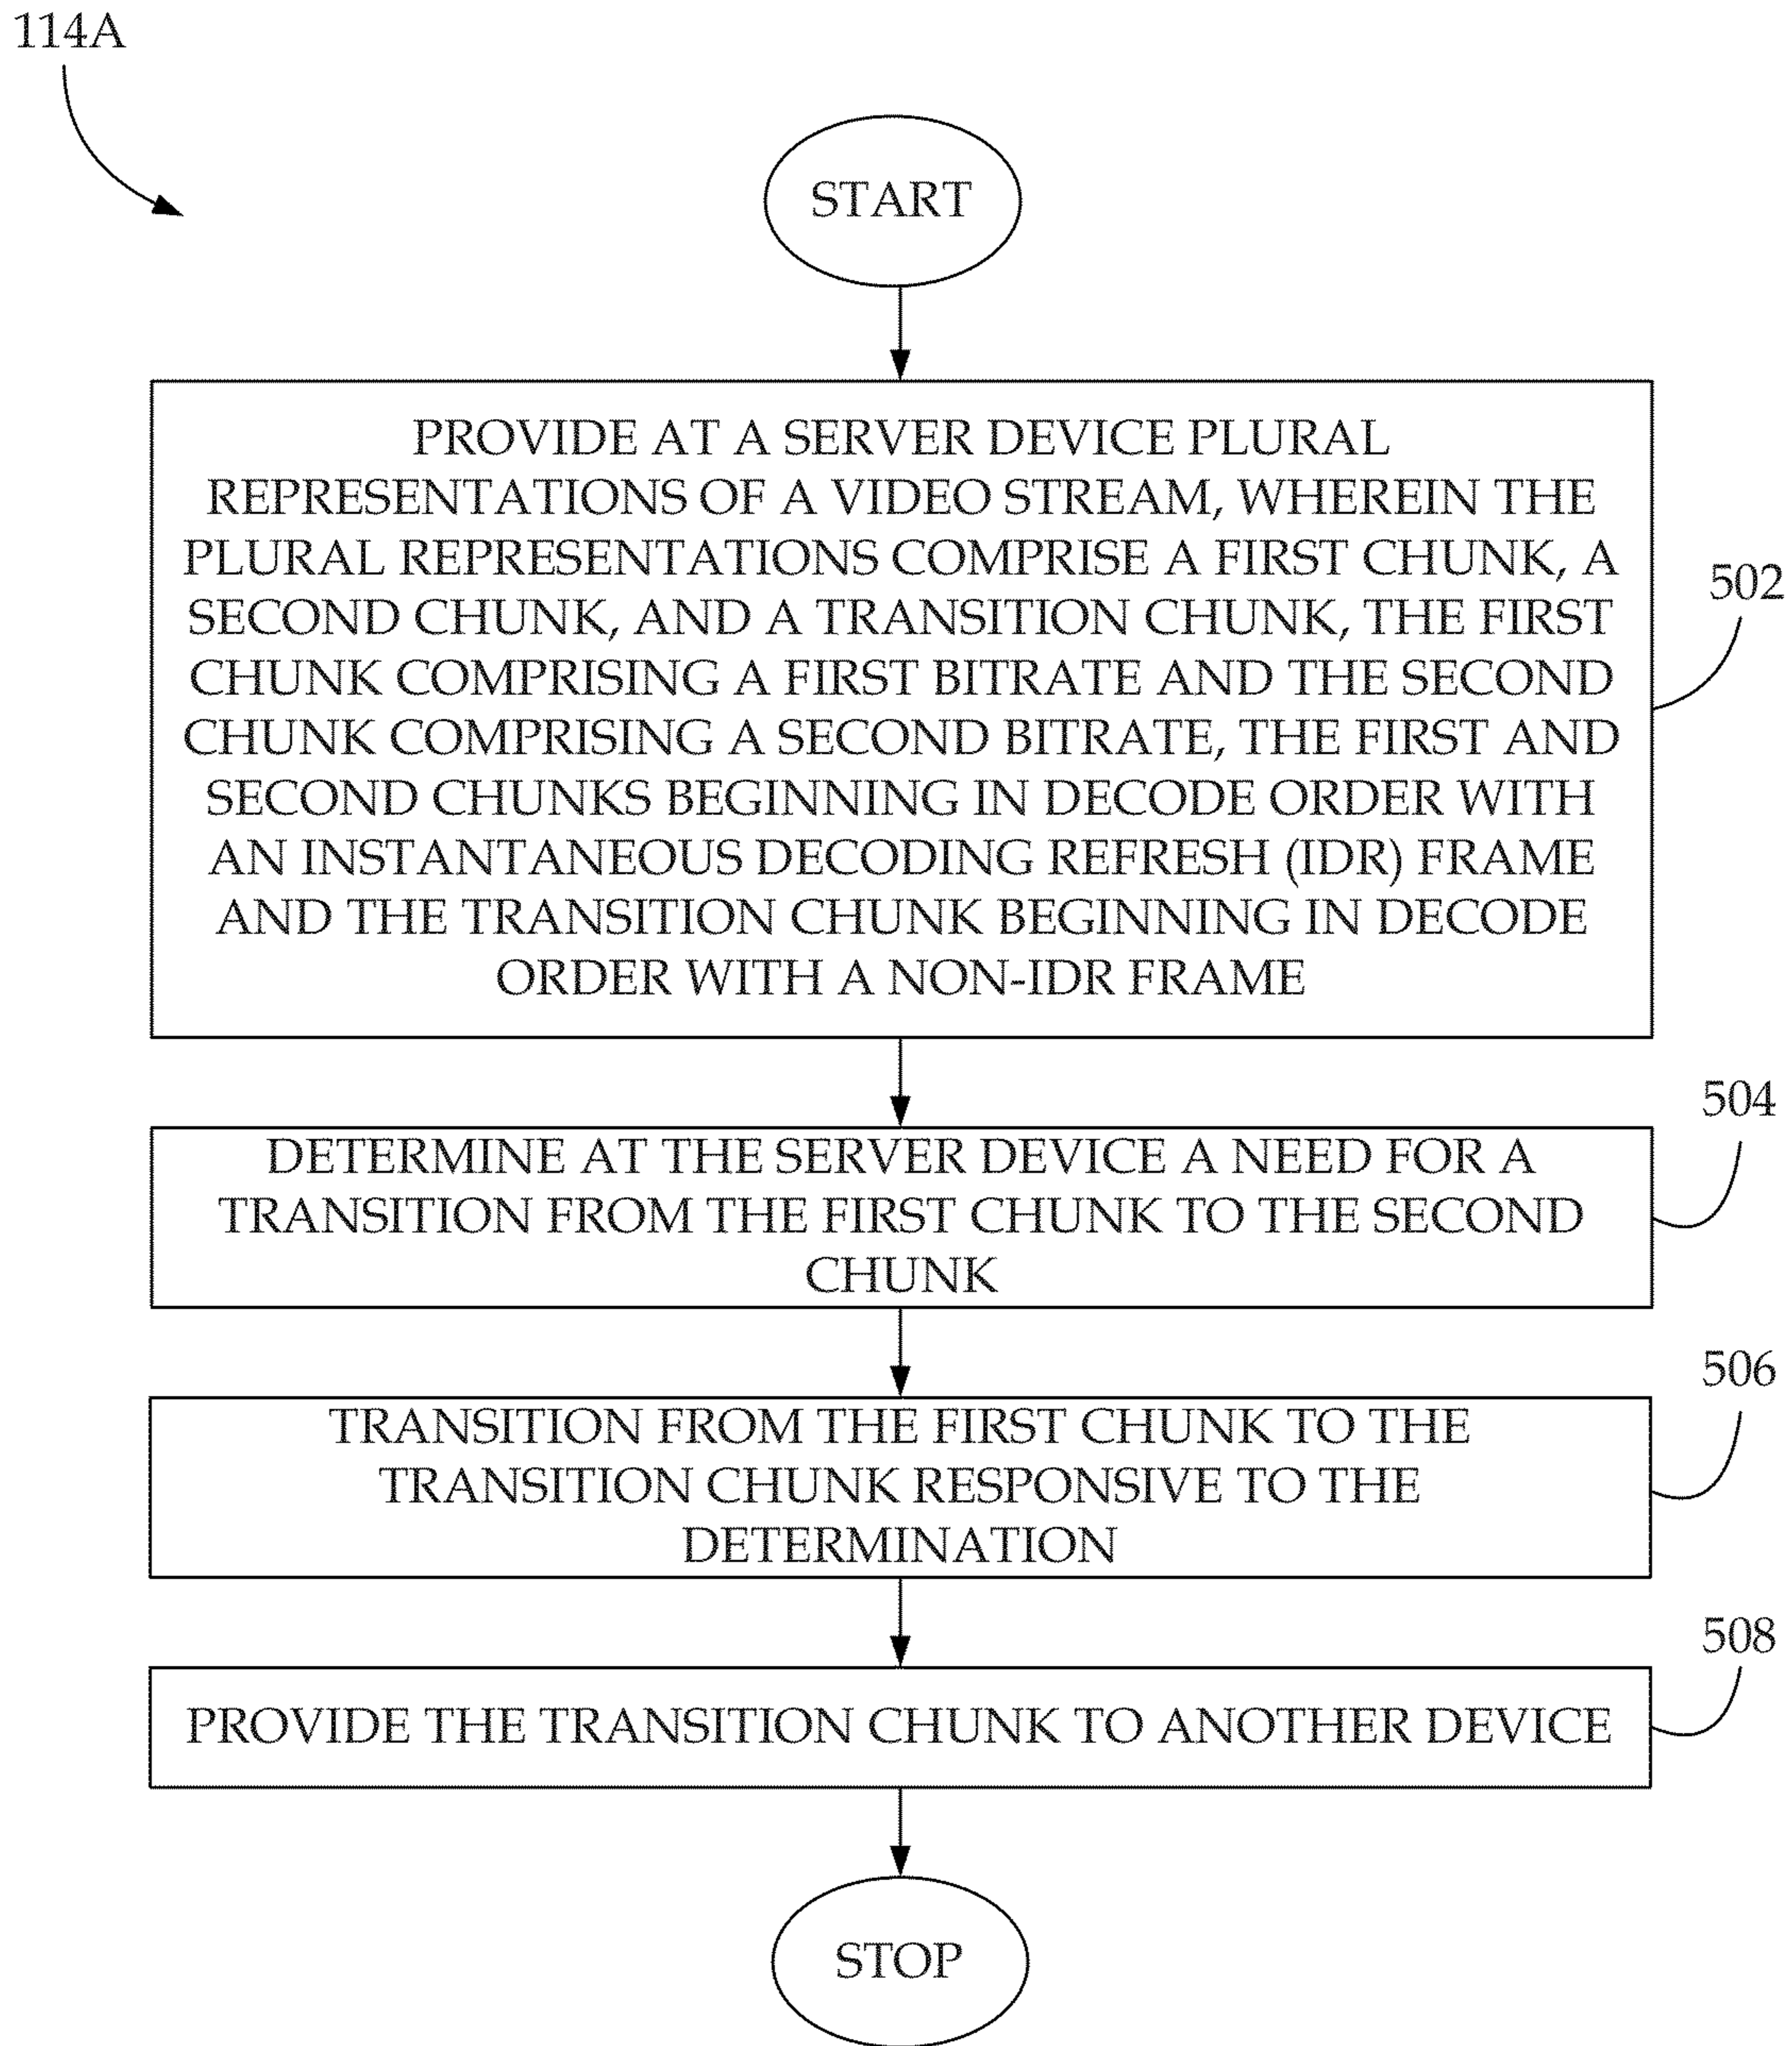 114A
START
PROVIDE AT A SERVER DEVICE PLURAL
REPRESENTATIONS OF A VIDEO STREAM, WHEREIN THE
PLURAL REPRESENTATIONS COMPRISE A FIRST CHUNK, A
SECOND CHUNK, AND A TRANSITION CHUNK, THE FIRST
CHUNK COMPRISING A FIRST BITRATE AND THE SECOND
CHUNK COMPRISING A SECOND BITRATE, THE FIRST AND
SECOND CHUNKS BEGINNING IN DECODE ORDER WITH
AN INSTANTANEOUS DECODING REFRESH (IDR) FRAME
AND THE TRANSITION CHUNK BEGINNING IN DECODE
ORDER WITH A NON-IDR FRAME
502
DETERMINE AT THE SERVER DEVICE A NEED FOR A
TRANSITION FROM THE FIRST CHUNK TO THE SECOND
CHUNK
504
TRANSITION FROM THE FIRST CHUNK TO THE
TRANSITION CHUNK RESPONSIVE TO THE
DETERMINATION
506
PROVIDE THE TRANSITION CHUNK TO ANOTHER DEVICE
508
STOP